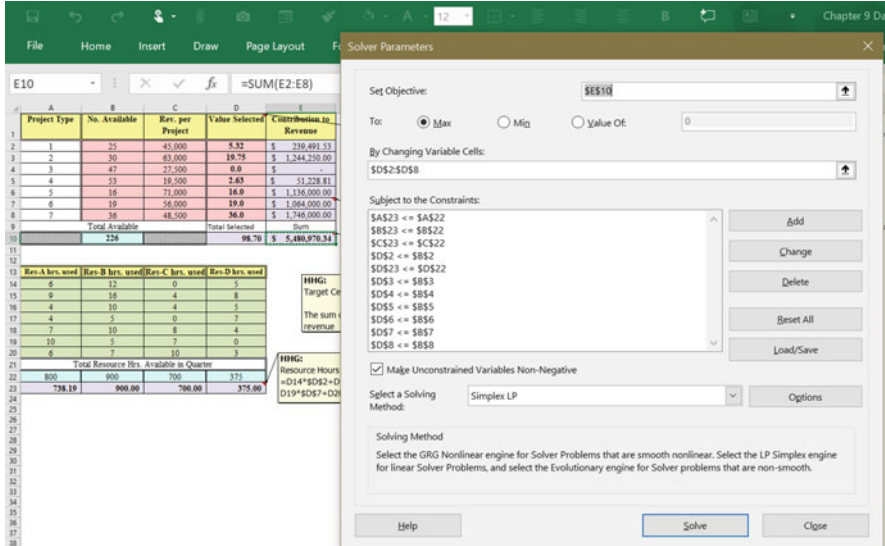 12
Chapter 9 Da
File Home Insert Draw Page Layout
Solver Parameters
E10 fx =SUM(E2:E8)
Set Objective: $E$10
To: Max Min Value Of: 0
By Changing Variable Cells:
$D$2:$D$8
Subject to the Constraints:
$A$23 <= $A$22
$B$23 <= $B$22
$C$23 <= $C$22
$D$2 <= $B$2
$D$23 <= $D$22
$D$3 <= $B$3
$D$4 <= $B$4
$D$5 <= $B$5
$D$6 <= $B$6
$D$7 <= $B$7
$D$8 <= $B$8
Add
Change
Delete
Reset All
Load/Save
Make Unconstrained Variables Non-Negative
Select a Solving Method: Simplex LP
Options
Solving Method
Select the GRG Nonlinear engine for Solver Problems that are smooth nonlinear. Select the LP Simplex engine
for linear Solver Problems, and select the Evolutionary engine for Solver problems that are non-smooth.
Help Solve Close
A B C D E
Project Type No. Available Rev. per Project Value Selected Contribution to Revenue
1 25 45,000 5.32 $ 239,491.53
2 30 63,000 19.75 $ 1,244,250.00
3 47 27,500 0.0 $ -
4 53 19,500 2.63 $ 51,228.81
5 16 71,000 16.0 $ 1,136,000.00
6 19 56,000 19.0 $ 1,064,000.00
7 36 48,500 36.0 $ 1,746,000.00
Total Available Total Selected Sum
226 98.70 $ 5,480,970.34
Res-A hrs. used Res-B hrs. used Res-C hrs. used Res-D hrs. used
6 12 0 5
9 16 4 8
4 10 4 5
4 5 0 7
7 10 8 4
10 5 7 0
6 7 10 3
Total Resource Hrs. Available in Quarter
800 900 700 375
738.19 900.00 700.00 375.00
HHG:
Target Ce
The sum
revenue
HHG:
Resource Hours
=D14*$D$2+D
D19*$D$7+D20